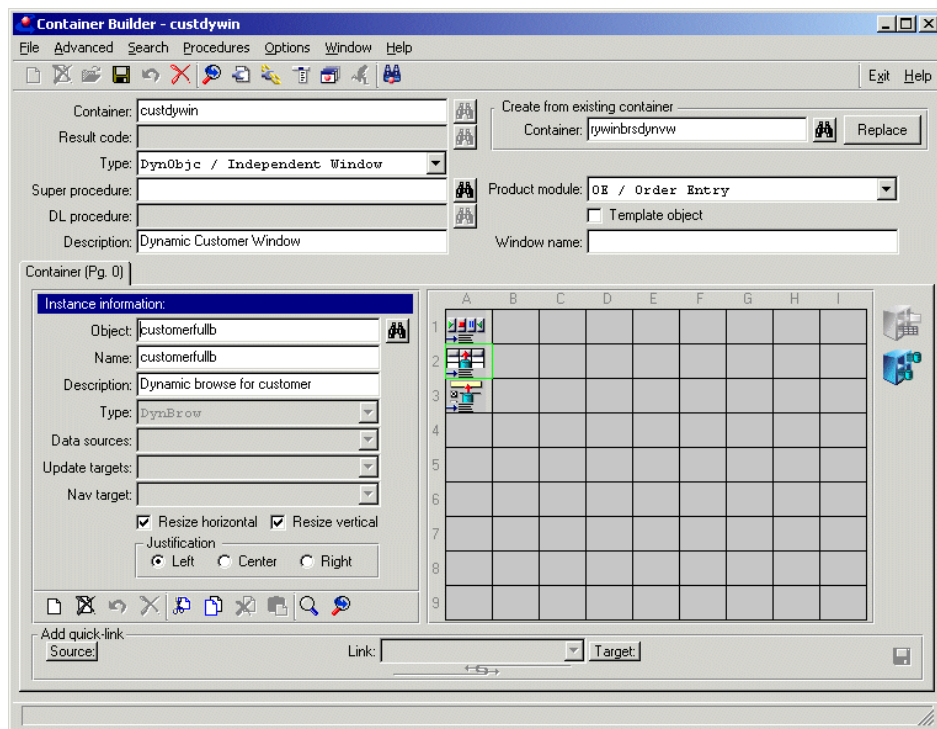 Container Builder - custdywin
File Advanced Search Procedures Options Window Help
Exit Help
Container: custdywin
Create from existing container
Container: rywinbrsdynvw Replace
Result code:
Type: DynObjc / Independent Window
Super procedure:
Product module: OE / Order Entry
DL procedure:
Template object
Description: Dynamic Customer Window
Window name:
Container (Pg. 0)
Instance information:
Object: customerfullb
Name: customerfullb
Description: Dynamic browse for customer
Type: DynBrow
Data sources:
Update targets:
Nav target:
Resize horizontal Resize vertical
Justification
Left Center Right
A B C D E F G H I
1
2
3
4
5
6
7
8
9
Add quick-link
Source: Link: Target: